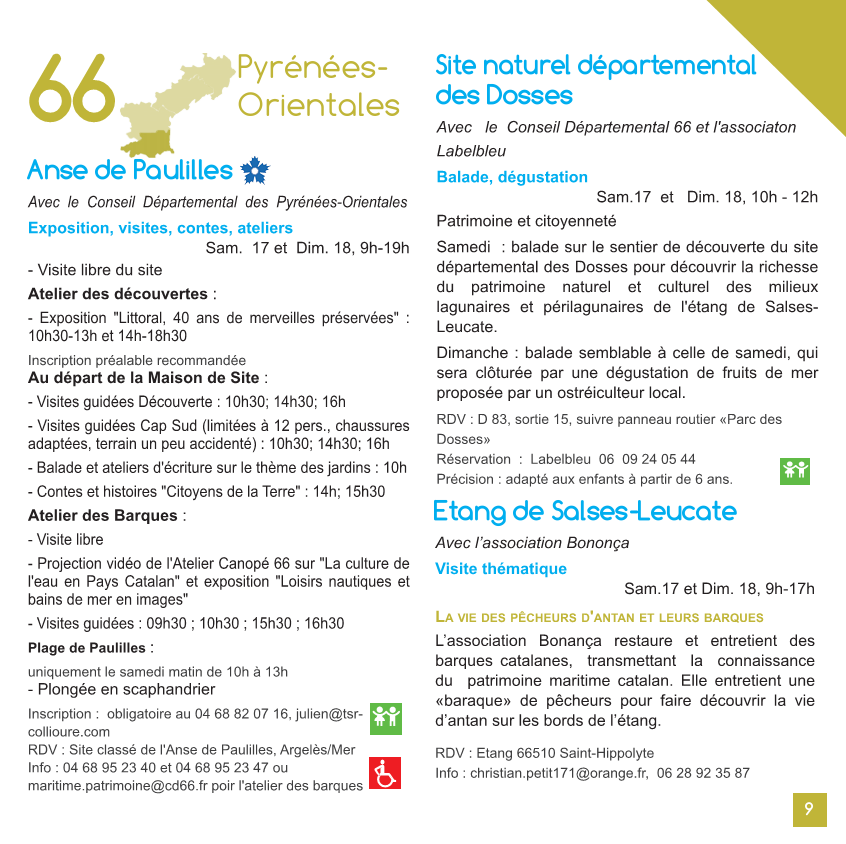 66
Pyrénées-
Orientales
Anse de Paulilles
Avec le Conseil Départemental des Pyrénées-Orientales
Exposition, visites, contes, ateliers
Sam. 17 et Dim. 18, 9h-19h
- Visite libre du site
Atelier des découvertes :
- Exposition "Littoral, 40 ans de merveilles préservées" :
10h30-13h et 14h-18h30
Inscription préalable recommandée
Au départ de la Maison de Site :
- Visites guidées Découverte : 10h30; 14h30; 16h
- Visites guidées Cap Sud (limitées à 12 pers., chaussures
adaptées, terrain un peu accidenté) : 10h30; 14h30; 16h
- Balade et ateliers d'écriture sur le thème des jardins : 10h
- Contes et histoires "Citoyens de la Terre" : 14h; 15h30
Atelier des Barques :
- Visite libre
- Projection vidéo de l'Atelier Canopé 66 sur "La culture de
l'eau en Pays Catalan" et exposition "Loisirs nautiques et
bains de mer en images"
- Visites guidées : 09h30 ; 10h30 ; 15h30 ; 16h30
Plage de Paulilles :
uniquement le samedi matin de 10h à 13h
- Plongée en scaphandrier
Inscription : obligatoire au 04 68 82 07 16, julien@tsr-
collioure.com
RDV : Site classé de l'Anse de Paulilles, Argelès/Mer
Info : 04 68 95 23 40 et 04 68 95 23 47 ou
maritime.patrimoine@cd66.fr poir l'atelier des barques
Site naturel départemental
des Dosses
Avec le Conseil Départemental 66 et l'associaton
Labelbleu
Balade, dégustation
Sam.17 et Dim. 18, 10h - 12h
Patrimoine et citoyenneté
Samedi : balade sur le sentier de découverte du site
départemental des Dosses pour découvrir la richesse
du patrimoine naturel et culturel des milieux
lagunaires et périlagunaires de l'étang de Salses-
Leucate.
Dimanche : balade semblable à celle de samedi, qui
sera clôturée par une dégustation de fruits de mer
proposée par un ostréiculteur local.
RDV : D 83, sortie 15, suivre panneau routier «Parc des
Dosses»
Réservation : Labelbleu 06 09 24 05 44
Précision : adapté aux enfants à partir de 6 ans.
Etang de Salses-Leucate
Avec l’association Bononça
Visite thématique
Sam.17 et Dim. 18, 9h-17h
La vie des pêcheurs d'antan et leurs barques
L’association Bonança restaure et entretient des
barques catalanes, transmettant la connaissance
du patrimoine maritime catalan. Elle entretient une
«baraque» de pêcheurs pour faire découvrir la vie
d’antan sur les bords de l’étang.
RDV : Etang 66510 Saint-Hippolyte
Info : christian.petit171@orange.fr, 06 28 92 35 87
9